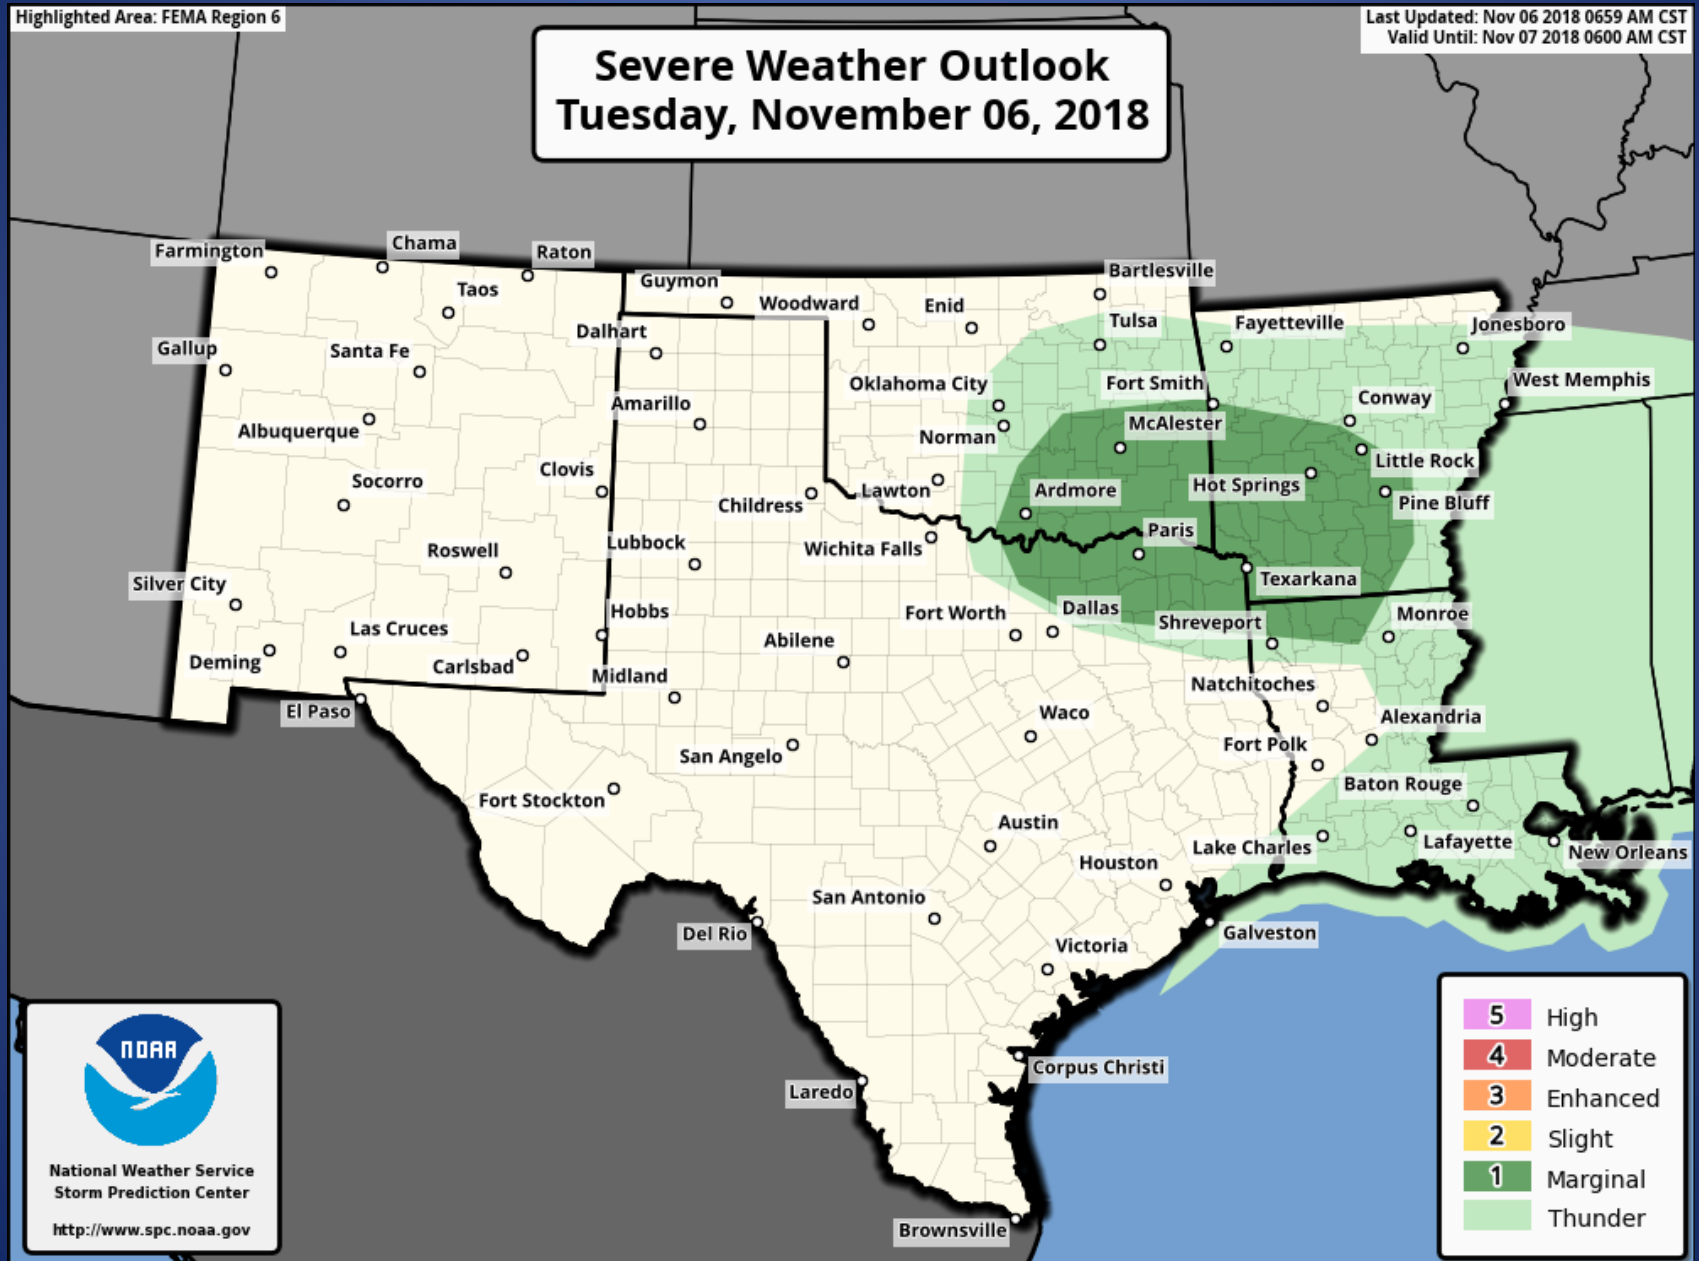 Highlighted Area: FEMA Region 6
Last Updated: Nov 06 2018 0659 AM CST
Valid Until: Nov 07 2018 0600 AM CST
Severe Weather Outlook
Tuesday, November 06, 2018
Farmington
Chama
Raton
Taos
Guymon
Woodward
Enid
Bartlesville
Tulsa
Fayetteville
Jonesboro
Gallup
Santa Fe
Dalhart
Oklahoma City
Fort Smith
West Memphis
Conway
Albuquerque
Amarillo
Norman
McAlester
Little Rock
Socorro
Clovis
Childress
Lawton
Ardmore
Hot Springs
Pine Bluff
Roswell
Lubbock
Wichita Falls
Paris
Texarkana
Silver City
Hobbs
Fort Worth
Dallas
Shreveport
Monroe
Las Cruces
Deming
Carlsbad
Midland
Abilene
Natchitoches
El Paso
Waco
Alexandria
San Angelo
Fort Polk
Baton Rouge
Fort Stockton
Austin
Houston
Lake Charles
Lafayette
New Orleans
San Antonio
Del Rio
Galveston
Victoria
Corpus Christi
Laredo
Brownsville
NOAA
National Weather Service
Storm Prediction Center
http://www.spc.noaa.gov
5 High
4 Moderate
3 Enhanced
2 Slight
1 Marginal
Thunder